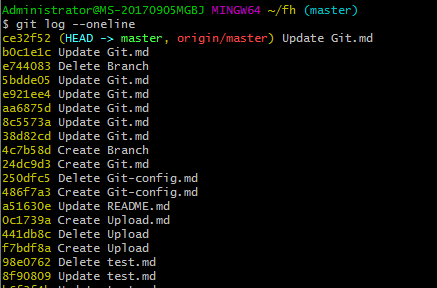 Administrator@MS-20170905MGBJ MINGW64 ~/fh (master)
$ git log --oneline
ce32f52 (HEAD -> master, origin/master) Update Git.md
b0c1e1c Update Git.md
e744083 Delete Branch
5bdde05 Update Git.md
e921ee4 Update Git.md
aa6875d Update Git.md
8c5573a Update Git.md
38d82cd Update Git.md
4c7b58d Create Branch
24dc9d3 Create Git.md
250dfc5 Delete Git-config.md
486f7a3 Create Git-config.md
a51630e Update README.md
0c1739a Create Upload.md
441db8c Delete Upload
f7bdf8a Create Upload
98e0762 Delete test.md
8f90809 Update test.md